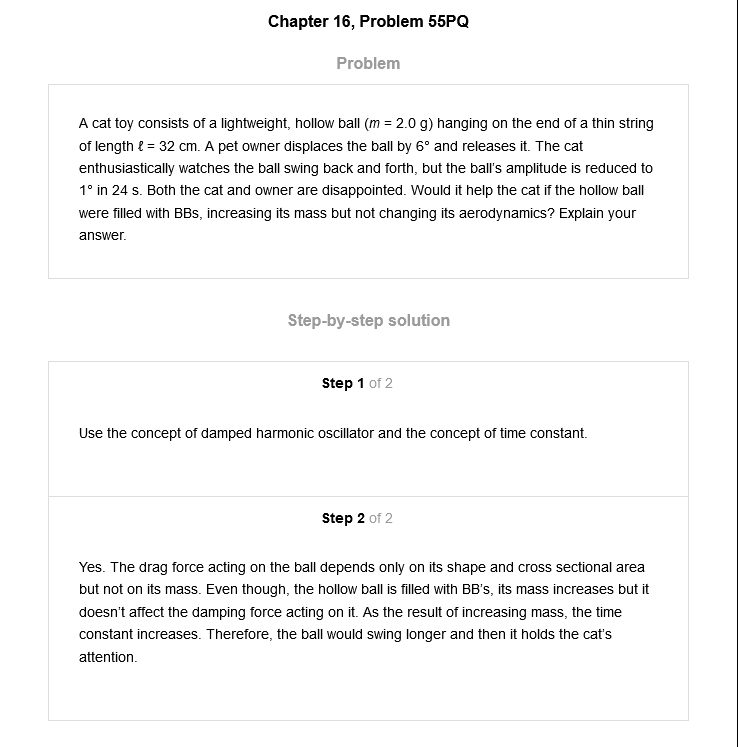 Chapter 16, Problem 55PQ
Problem
A cat toy consists of a lightweight, hollow ball (m = 2.0 g) hanging on the end of a thin string
of length ℓ = 32 cm. A pet owner displaces the ball by 6° and releases it. The cat
enthusiastically watches the ball swing back and forth, but the ball's amplitude is reduced to
1° in 24 s. Both the cat and owner are disappointed. Would it help the cat if the hollow ball
were filled with BBs, increasing its mass but not changing its aerodynamics? Explain your
answer.
Step-by-step solution
Step 1 of 2
Use the concept of damped harmonic oscillator and the concept of time constant.
Step 2 of 2
Yes. The drag force acting on the ball depends only on its shape and cross sectional area
but not on its mass. Even though, the hollow ball is filled with BB's, its mass increases but it
doesn't affect the damping force acting on it. As the result of increasing mass, the time
constant increases. Therefore, the ball would swing longer and then it holds the cat's
attention.